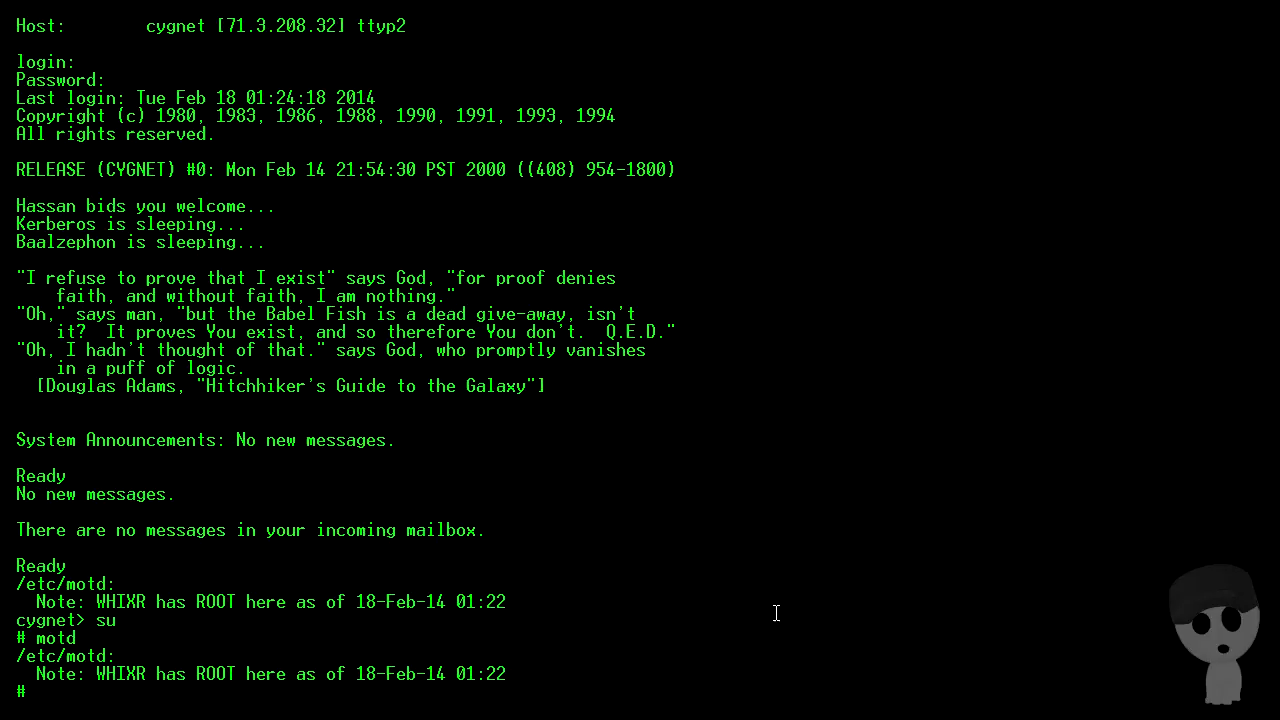 Host:        cygnet [71.3.208.32] ttyp2
login:
Password:
Last login: Tue Feb 18 01:24:18 2014
Copyright (c) 1980, 1983, 1986, 1988, 1990, 1991, 1993, 1994
All rights reserved.
RELEASE (CYGNET) #0: Mon Feb 14 21:54:30 PST 2000 ((408) 954-1800)
Hassan bids you welcome...
Kerberos is sleeping...
Baalzephon is sleeping...
"I refuse to prove that I exist" says God, "for proof denies
    faith, and without faith, I am nothing."
"Oh," says man, "but the Babel Fish is a dead give-away, isn't
    it?  It proves You exist, and so therefore You don't.  Q.E.D."
"Oh, I hadn't thought of that." says God, who promptly vanishes
    in a puff of logic.
  [Douglas Adams, "Hitchhiker's Guide to the Galaxy"]
System Announcements: No new messages.
Ready
No new messages.
There are no messages in your incoming mailbox.
Ready
/etc/motd:
  Note: WHIXR has ROOT here as of 18-Feb-14 01:22
cygnet> su
# motd
/etc/motd:
  Note: WHIXR has ROOT here as of 18-Feb-14 01:22
#